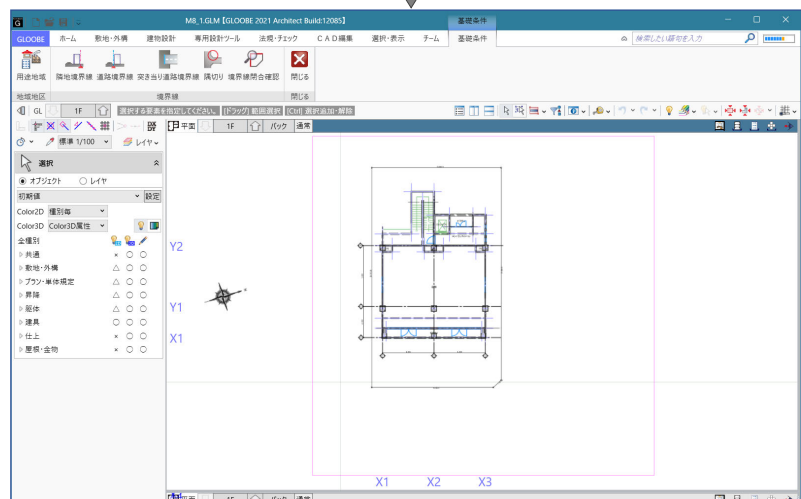 M8_1.GLM [GLOOBE 2021 Architect Build:12085]
基礎条件
GLOOBE ホーム 敷地・外構 建物設計 専用設計ツール 法規・チェック CAD編集 選択・表示 チーム 基礎条件 検索したい語句を入力
用途地域 隣地境界線 道路境界線 突き当り道路境界線 隅切り 境界線閉合確認 閉じる
地域地区 境界線 閉じる
GL 1F 選択する要素を指定してください。 [ドラッグ] 範囲選択 [Ctrl] 選択追加・解除
平面 1F バック 通常
標準 1/100 レイヤ
選択
オブジェクト レイヤ
初期値 設定
Color2D 種別毎
Color3D Color3D属性
全種別
共通 × ○ ○
敷地・外構 △ ○ ○
プラン・単体規定 △ ○ ○
昇降 △ ○ ○
躯体 △ ○ ○
建具 ○ ○ ○
仕上 × ○ ○
屋根・金物 × ○ ○
Y2
Y1
X1
X1 X2 X3
平面 1F バック 通常